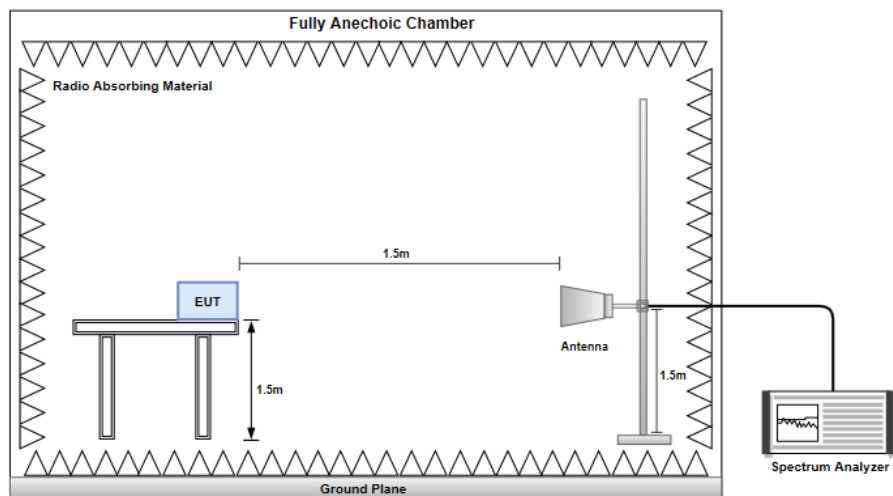 Fully Anechoic Chamber
Radio Absorbing Material
1.5m
EUT
Antenna
1.5m
1.5m
Spectrum Analyzer
Ground Plane